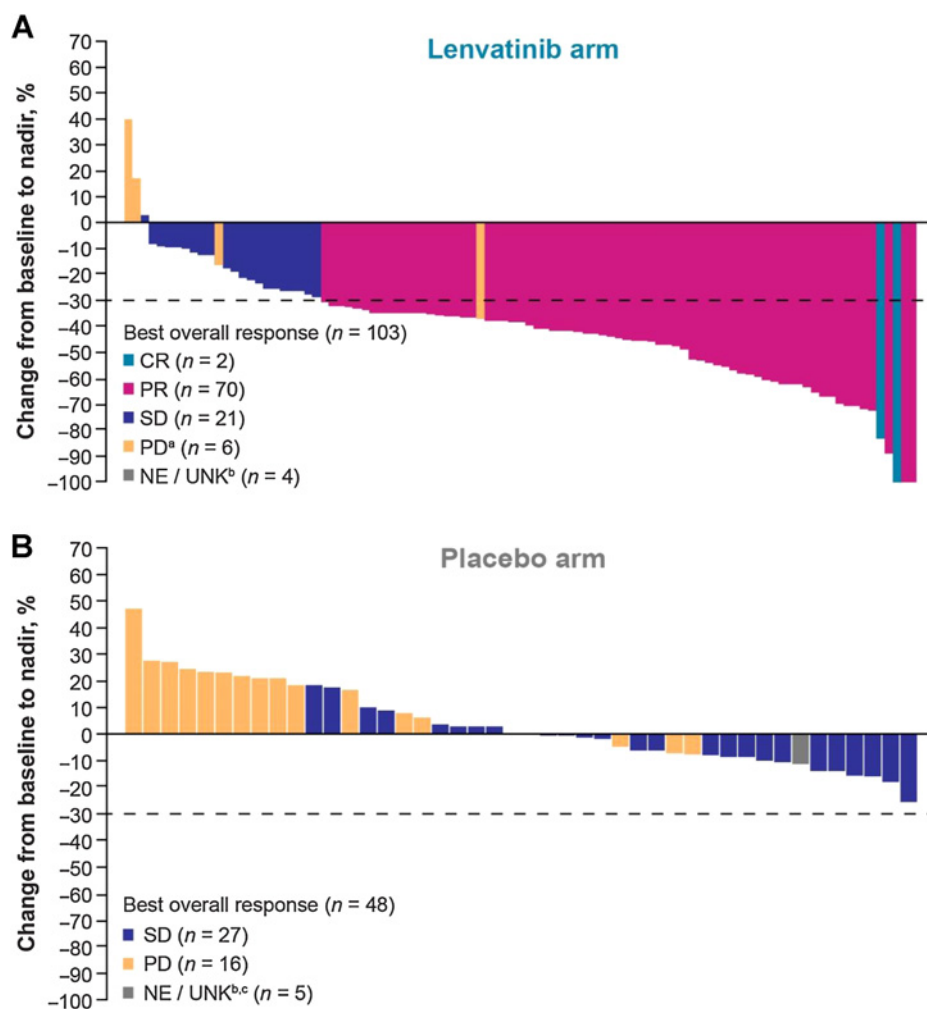 A
Lenvatinib arm
Change from baseline to nadir, %
70
60
50
40
30
20
10
0
−10
−20
−30
−40
−50
−60
−70
−80
−90
−100
Best overall response (n = 103)
CR (n = 2)
PR (n = 70)
SD (n = 21)
PDᵃ (n = 6)
NE / UNKᵇ (n = 4)
B
Placebo arm
Change from baseline to nadir, %
70
60
50
40
30
20
10
0
−10
−20
−30
−40
−50
−60
−70
−80
−90
−100
Best overall response (n = 48)
SD (n = 27)
PD (n = 16)
NE / UNKᵇ,ᶜ (n = 5)